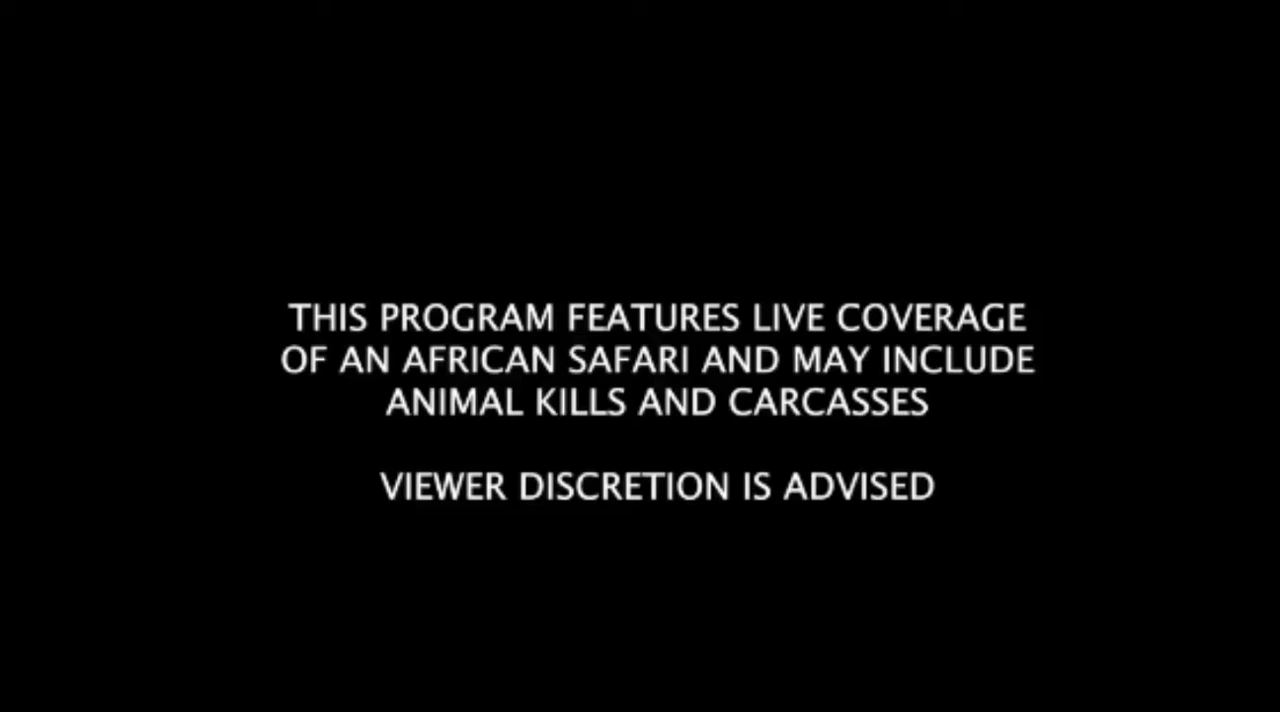 THIS PROGRAM FEATURES LIVE COVERAGE
OF AN AFRICAN SAFARI AND MAY INCLUDE
ANIMAL KILLS AND CARCASSES
VIEWER DISCRETION IS ADVISED